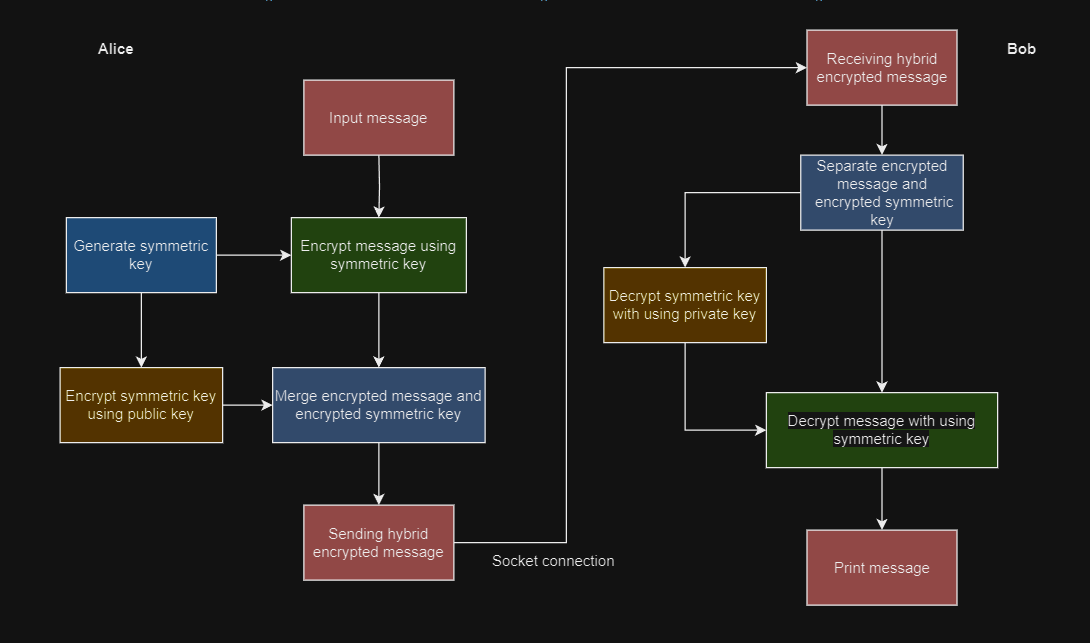 Alice
Bob
Input message
Generate symmetric
key
Encrypt message using
symmetric key
Encrypt symmetric key
using public key
Merge encrypted message and
encrypted symmetric key
Sending hybrid
encrypted message
Socket connection
Receiving hybrid
encrypted message
Separate encrypted
message and
encrypted symmetric
key
Decrypt symmetric key
with using private key
Decrypt message with using
symmetric key
Print message